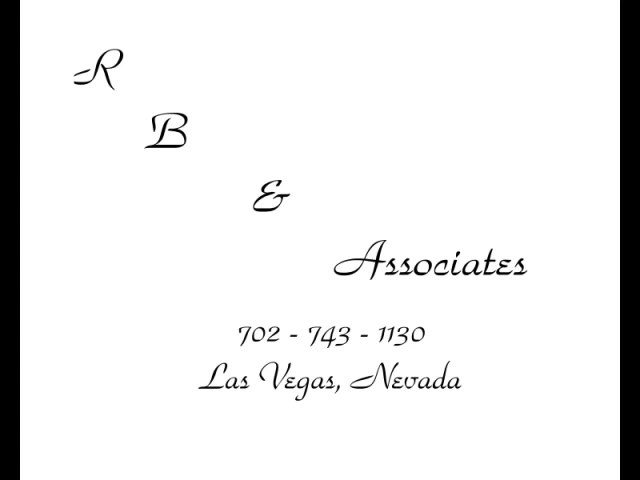 R
B
&
Associates
702 - 743 - 1130
Las Vegas, Nevada